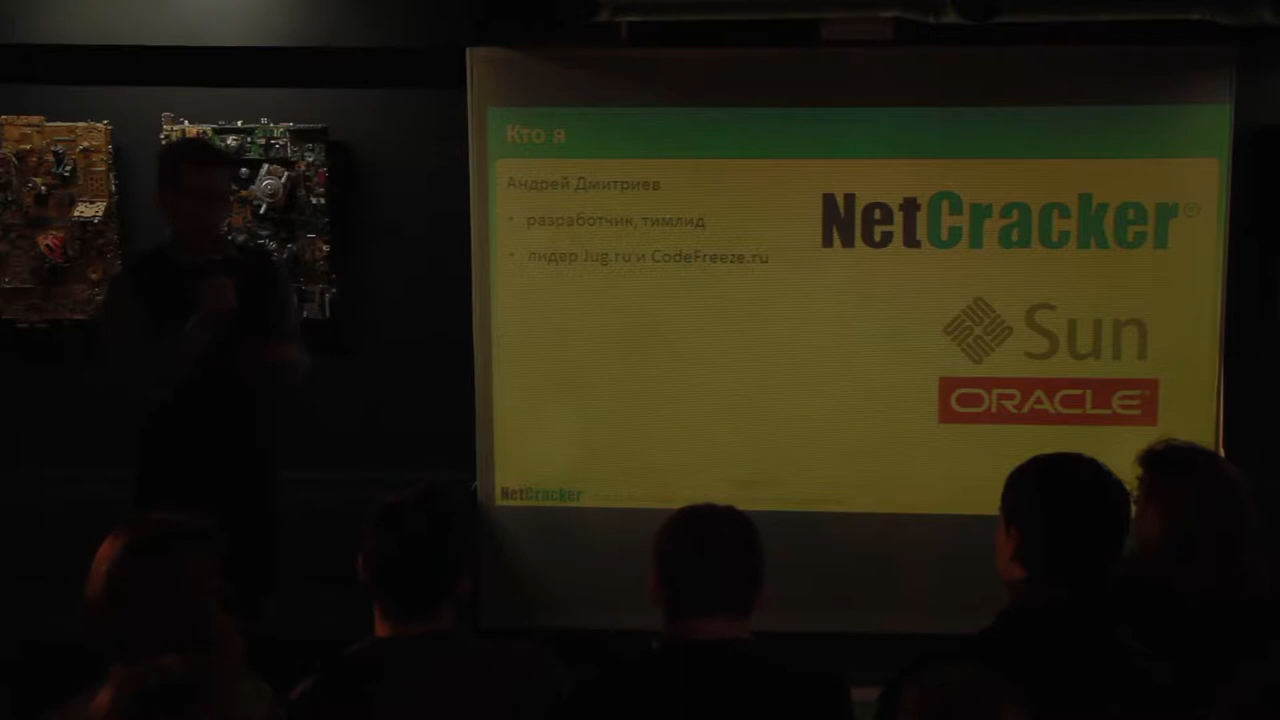 Кто я
Андрей Дмитриев
• разработчик, тимлид
• лидер Jug.ru и CodeFreeze.ru
NetCracker®
Sun
ORACLE®
NetCracker